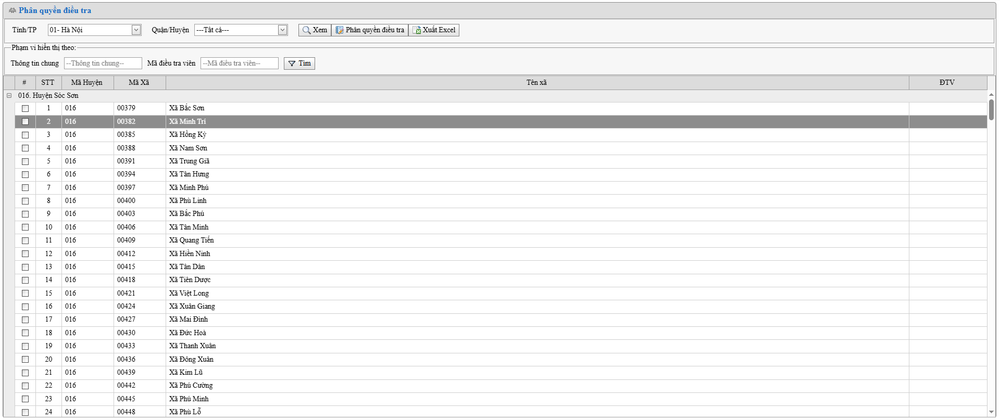 Phân quyền điều tra
Tỉnh/TP 01- Hà Nội Quận/Huyện ---Tất cả--- Xem Phân quyền điều tra Xuất Excel
Phạm vi hiển thị theo:
Thông tin chung --Thông tin chung-- Mã điều tra viên --Mã điều tra viên-- Tìm
# STT Mã Huyện Mã Xã Tên xã ĐTV
016. Huyện Sóc Sơn
1 016 00379 Xã Bắc Sơn
2 016 00382 Xã Minh Trí
3 016 00385 Xã Hồng Kỳ
4 016 00388 Xã Nam Sơn
5 016 00391 Xã Trung Giã
6 016 00394 Xã Tân Hưng
7 016 00397 Xã Minh Phú
8 016 00400 Xã Phù Linh
9 016 00403 Xã Bắc Phú
10 016 00406 Xã Tân Minh
11 016 00409 Xã Quang Tiến
12 016 00412 Xã Hiền Ninh
13 016 00415 Xã Tân Dân
14 016 00418 Xã Tiên Dược
15 016 00421 Xã Việt Long
16 016 00424 Xã Xuân Giang
17 016 00427 Xã Mai Đình
18 016 00430 Xã Đức Hoà
19 016 00433 Xã Thanh Xuân
20 016 00436 Xã Đông Xuân
21 016 00439 Xã Kim Lũ
22 016 00442 Xã Phú Cường
23 016 00445 Xã Phú Minh
24 016 00448 Xã Phù Lỗ